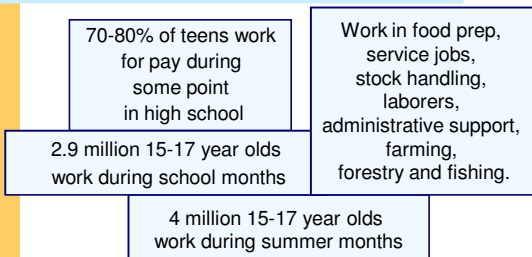 70-80% of teens work
for pay during
some point
in high school
Work in food prep,
service jobs,
stock handling,
laborers,
administrative support,
farming,
forestry and fishing.
2.9 million 15-17 year olds
work during school months
4 million 15-17 year olds
work during summer months